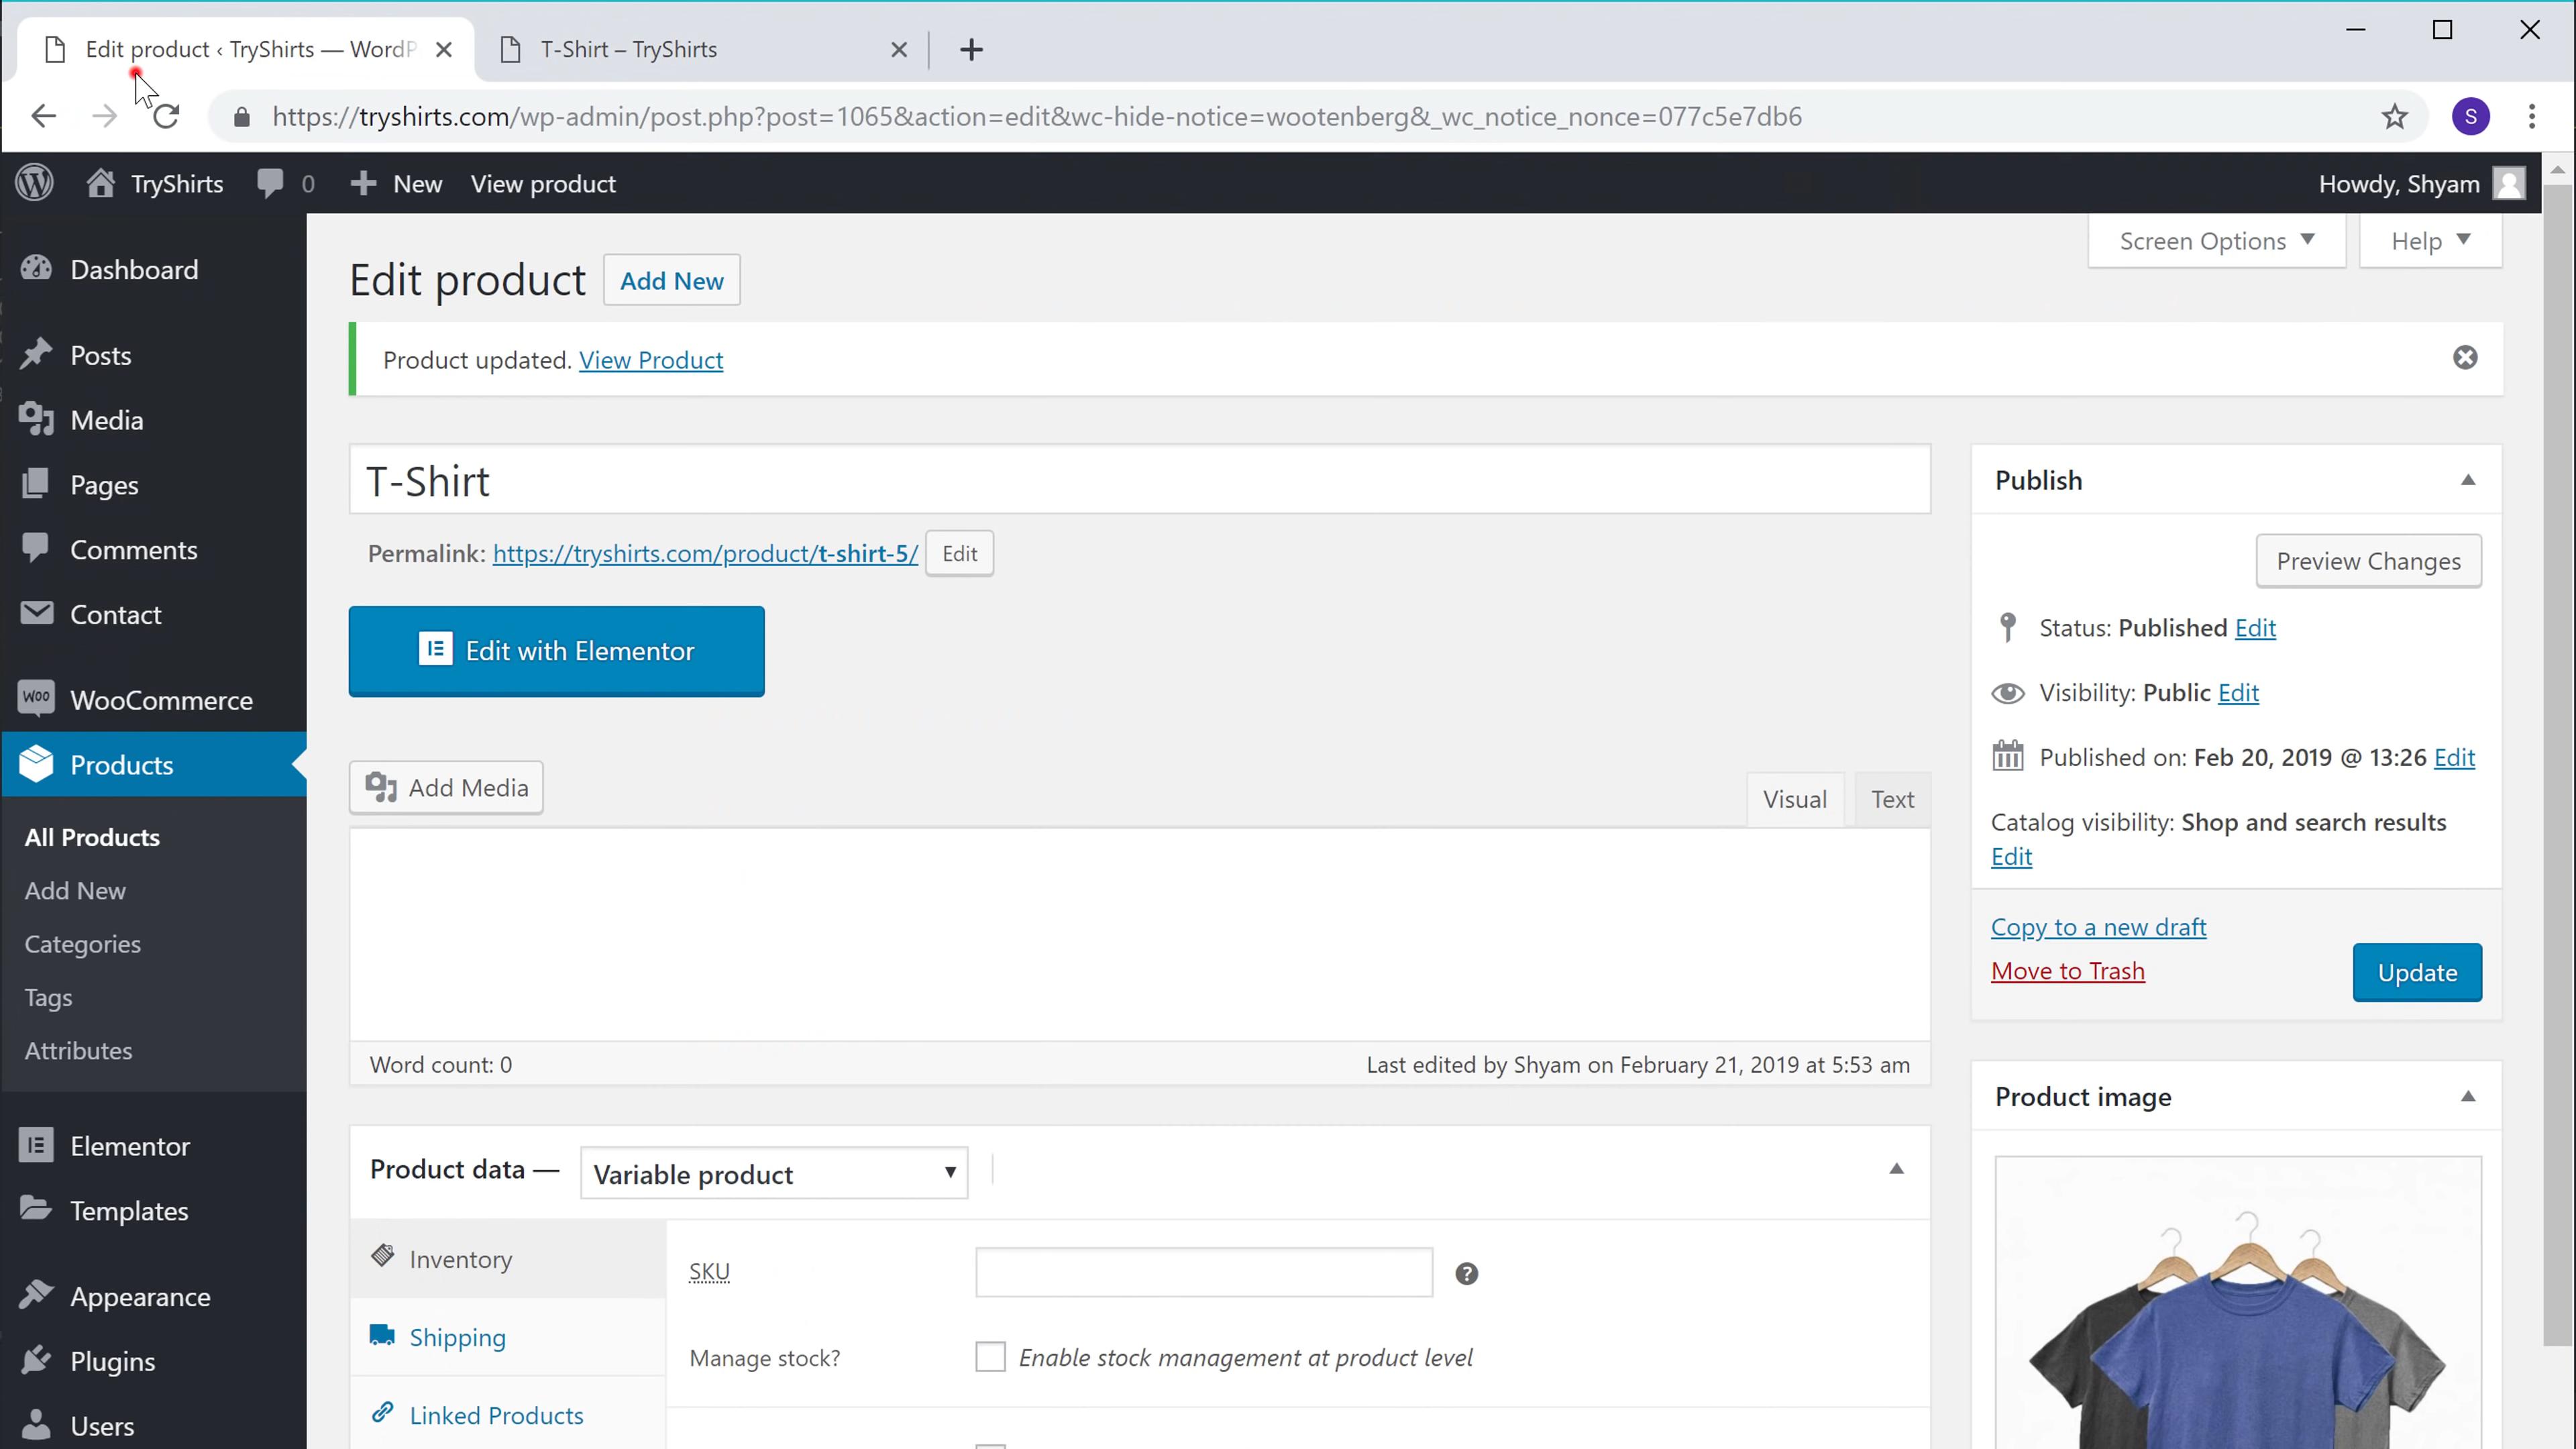 Edit product ‹ TryShirts — WordP
T-Shirt – TryShirts
https://tryshirts.com/wp-admin/post.php?post=1065&action=edit&wc-hide-notice=wootenberg&_wc_notice_nonce=077c5e7db6
S
TryShirts
0
New
View product
Howdy, Shyam
Dashboard
Posts
Media
Pages
Comments
Contact
WooCommerce
Products
All Products
Add New
Categories
Tags
Attributes
Elementor
Templates
Appearance
Plugins
Users
Screen Options
Help
Edit product
Add New
Product updated. View Product
T-Shirt
Permalink: https://tryshirts.com/product/t-shirt-5/ Edit
Edit with Elementor
Add Media
Visual
Text
Word count: 0
Last edited by Shyam on February 21, 2019 at 5:53 am
Product data —
Variable product
Inventory
Shipping
Linked Products
SKU
Manage stock?
Enable stock management at product level
Publish
Preview Changes
Status: Published Edit
Visibility: Public Edit
Published on: Feb 20, 2019 @ 13:26 Edit
Catalog visibility: Shop and search results
Edit
Copy to a new draft
Move to Trash
Update
Product image